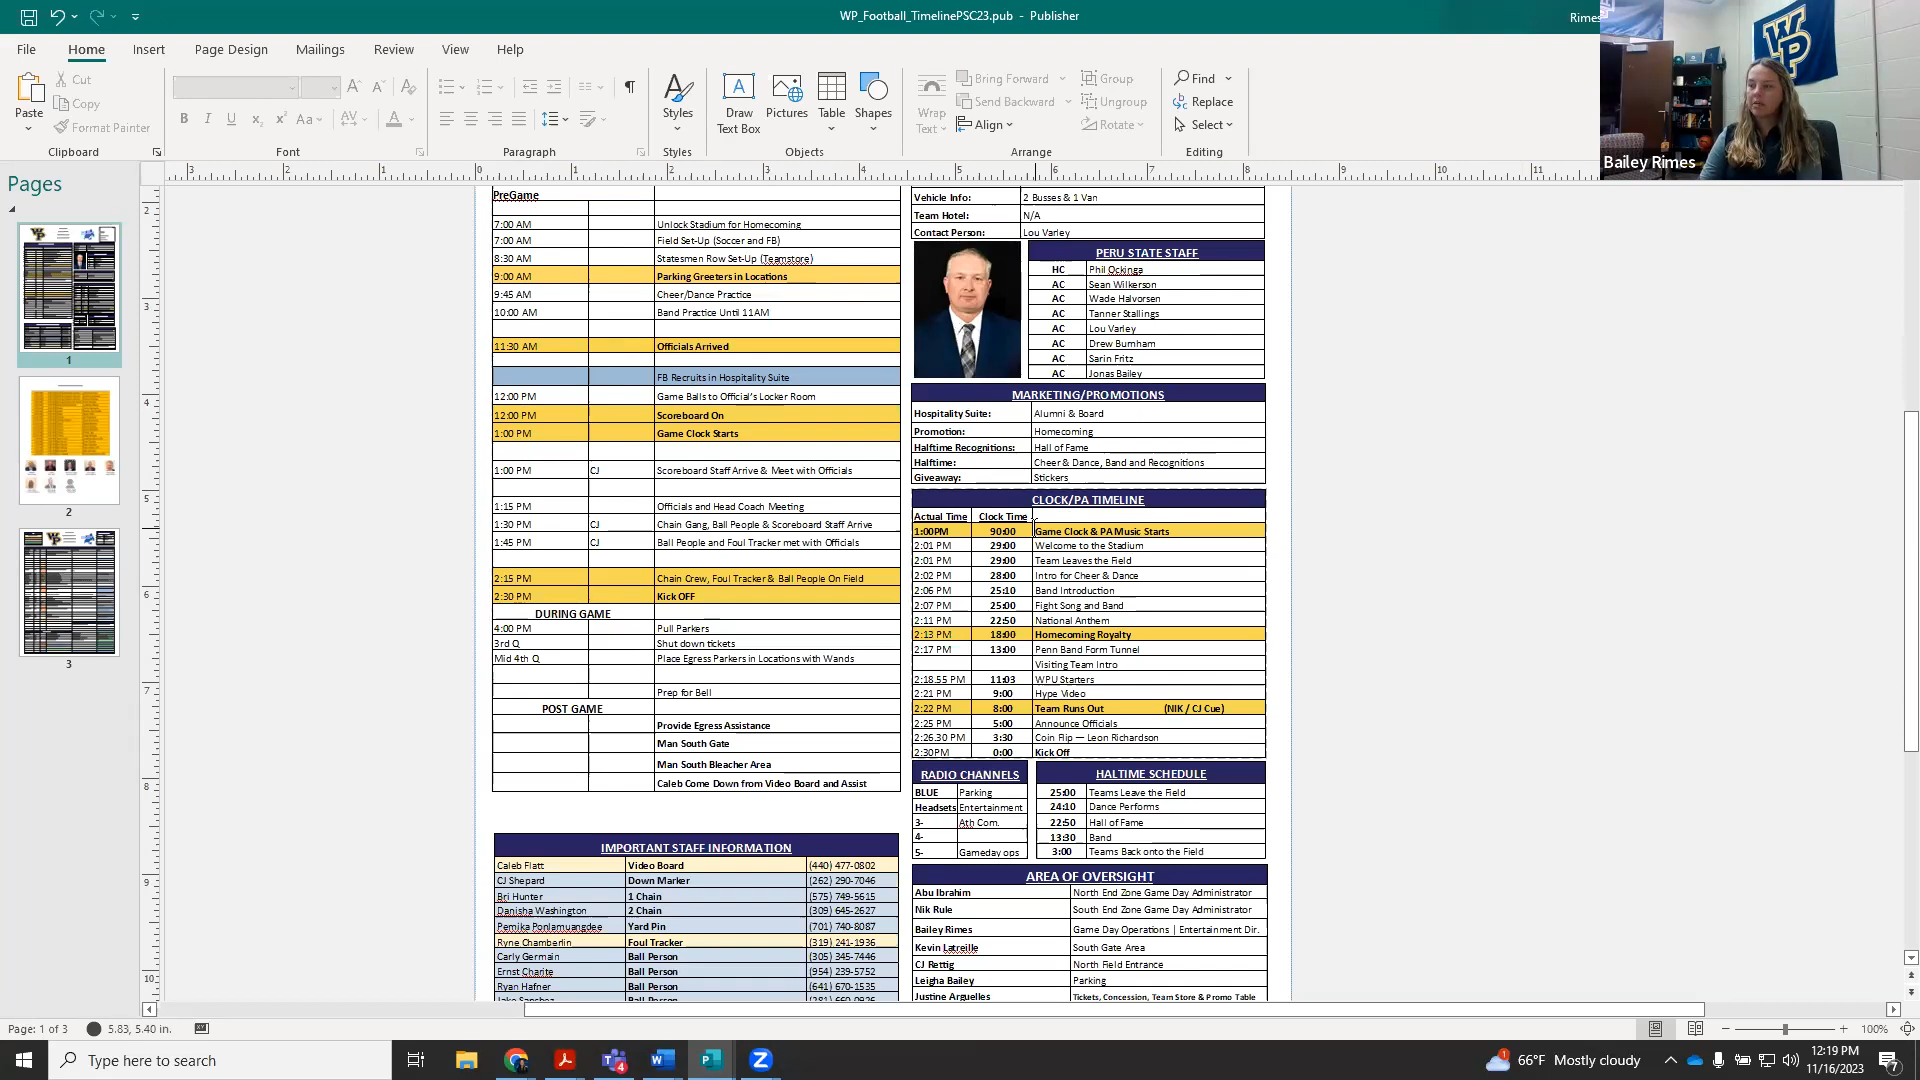 WP_Football_TimelinePSC23.pub - Publisher
Rimes
File Home Insert Page Design Mailings Review View Help
Paste
Cut
Copy
Format Painter
Clipboard
Font
Paragraph
Styles
Styles
Draw Text Box
Pictures
Table
Shapes
Objects
Wrap Text
Bring Forward
Send Backward
Align
Group
Ungroup
Rotate
Arrange
Find
Replace
Select
Editing
WP
Bailey Rimes
Pages
1
2
3
PreGame
7:00 AM Unlock Stadium for Homecoming
7:00 AM Field Set-Up (Soccer and FB)
8:30 AM Statesmen Row Set-Up (Teamstore)
9:00 AM Parking Greeters in Locations
9:45 AM Cheer/Dance Practice
10:00 AM Band Practice Until 11AM
11:30 AM Officials Arrived
FB Recruits in Hospitality Suite
12:00 PM Game Balls to Official's Locker Room
12:00 PM Scoreboard On
1:00 PM Game Clock Starts
1:00 PM CJ Scoreboard Staff Arrive & Meet with Officials
1:15 PM Officials and Head Coach Meeting
1:30 PM CJ Chain Gang, Ball People & Scoreboard Staff Arrive
1:45 PM CJ Ball People and Foul Tracker met with Officials
2:15 PM Chain Crew, Foul Tracker & Ball People On Field
2:30 PM Kick OFF
DURING GAME
4:00 PM Pull Parkers
3rd Q Shut down tickets
Mid 4th Q Place Egress Parkers in Locations with Wands
Prep for Bell
POST GAME
Provide Egress Assistance
Man South Gate
Man South Bleacher Area
Caleb Come Down from Video Board and Assist
IMPORTANT STAFF INFORMATION
Caleb Flatt Video Board (440) 477-0802
CJ Shepard Down Marker (262) 290-7046
Bri Hunter 1 Chain (575) 749-5615
Danisha Washington 2 Chain (309) 645-2627
Pemika Ponlamuangdee Yard Pin (701) 740-8087
Ryne Chamberlin Foul Tracker (319) 241-1936
Carly Germain Ball Person (305) 345-7446
Ernst Charite Ball Person (954) 239-5752
Ryan Hafner Ball Person (641) 670-1535
Jake Sanchez Ball Person (281) 660-0926
Vehicle Info: 2 Busses & 1 Van
Team Hotel: N/A
Contact Person: Lou Varley
PERU STATE STAFF
HC Phil Ockinga
AC Sean Wilkerson
AC Wade Halvorsen
AC Tanner Stallings
AC Lou Varley
AC Drew Burnham
AC Sarin Fritz
AC Jonas Bailey
MARKETING/PROMOTIONS
Hospitality Suite: Alumni & Board
Promotion: Homecoming
Halftime Recognitions: Hall of Fame
Halftime: Cheer & Dance, Band and Recognitions
Giveaway: Stickers
CLOCK/PA TIMELINE
Actual Time Clock Time
1:00PM 90:00 Game Clock & PA Music Starts
2:01 PM 29:00 Welcome to the Stadium
2:01 PM 29:00 Team Leaves the Field
2:02 PM 28:00 Intro for Cheer & Dance
2:06 PM 25:10 Band Introduction
2:07 PM 25:00 Fight Song and Band
2:11 PM 22:50 National Anthem
2:13 PM 18:00 Homecoming Royalty
2:17 PM 13:00 Penn Band Form Tunnel
Visiting Team Intro
2:18.55 PM 11:03 WPU Starters
2:21 PM 9:00 Hype Video
2:22 PM 8:00 Team Runs Out (NIK / CJ Cue)
2:25 PM 5:00 Announce Officials
2:26.30 PM 3:30 Coin Flip — Leon Richardson
2:30PM 0:00 Kick Off
RADIO CHANNELS
BLUE Parking
Headsets Entertainment
3- Ath Com.
4-
5- Gameday ops
HALTIME SCHEDULE
25:00 Teams Leave the Field
24:10 Dance Performs
22:50 Hall of Fame
13:30 Band
3:00 Teams Back onto the Field
AREA OF OVERSIGHT
Abu Ibrahim North End Zone Game Day Administrator
Nik Rule South End Zone Game Day Administrator
Bailey Rimes Game Day Operations | Entertainment Dir.
Kevin Latreille South Gate Area
CJ Rettig North Field Entrance
Leigha Bailey Parking
Justine Arguelles Tickets, Concession, Team Store & Promo Table
Page: 1 of 3 5.83, 5.40 in. 100%
Type here to search
66°F Mostly cloudy
12:19 PM
11/16/2023